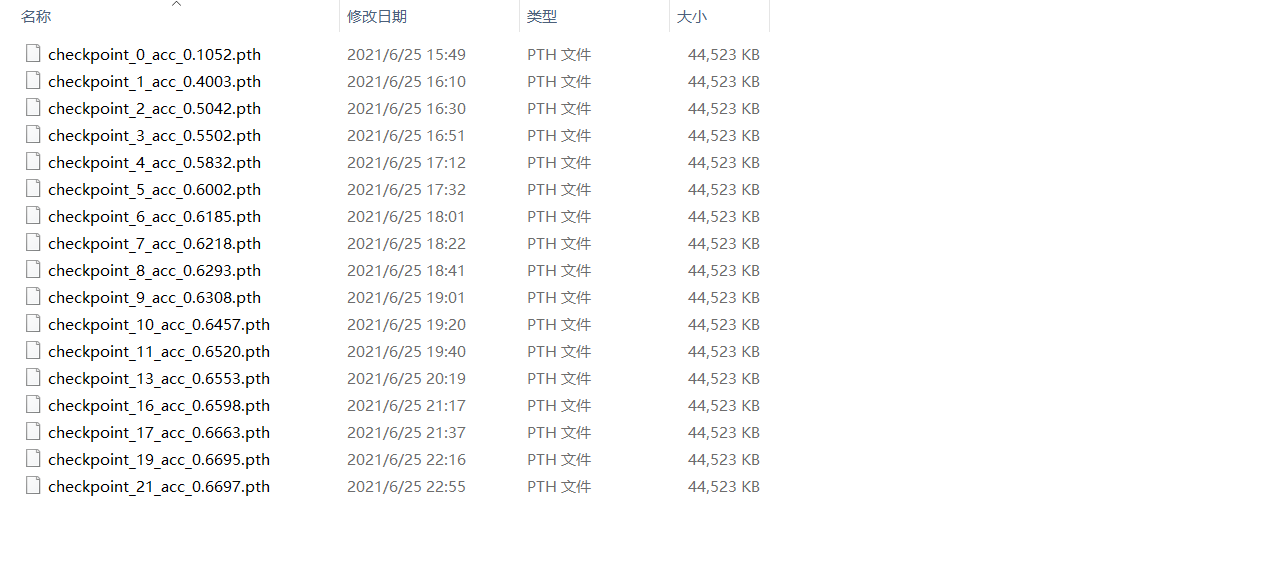 名称 修改日期 类型 大小
checkpoint_0_acc_0.1052.pth 2021/6/25 15:49 PTH 文件 44,523 KB
checkpoint_1_acc_0.4003.pth 2021/6/25 16:10 PTH 文件 44,523 KB
checkpoint_2_acc_0.5042.pth 2021/6/25 16:30 PTH 文件 44,523 KB
checkpoint_3_acc_0.5502.pth 2021/6/25 16:51 PTH 文件 44,523 KB
checkpoint_4_acc_0.5832.pth 2021/6/25 17:12 PTH 文件 44,523 KB
checkpoint_5_acc_0.6002.pth 2021/6/25 17:32 PTH 文件 44,523 KB
checkpoint_6_acc_0.6185.pth 2021/6/25 18:01 PTH 文件 44,523 KB
checkpoint_7_acc_0.6218.pth 2021/6/25 18:22 PTH 文件 44,523 KB
checkpoint_8_acc_0.6293.pth 2021/6/25 18:41 PTH 文件 44,523 KB
checkpoint_9_acc_0.6308.pth 2021/6/25 19:01 PTH 文件 44,523 KB
checkpoint_10_acc_0.6457.pth 2021/6/25 19:20 PTH 文件 44,523 KB
checkpoint_11_acc_0.6520.pth 2021/6/25 19:40 PTH 文件 44,523 KB
checkpoint_13_acc_0.6553.pth 2021/6/25 20:19 PTH 文件 44,523 KB
checkpoint_16_acc_0.6598.pth 2021/6/25 21:17 PTH 文件 44,523 KB
checkpoint_17_acc_0.6663.pth 2021/6/25 21:37 PTH 文件 44,523 KB
checkpoint_19_acc_0.6695.pth 2021/6/25 22:16 PTH 文件 44,523 KB
checkpoint_21_acc_0.6697.pth 2021/6/25 22:55 PTH 文件 44,523 KB